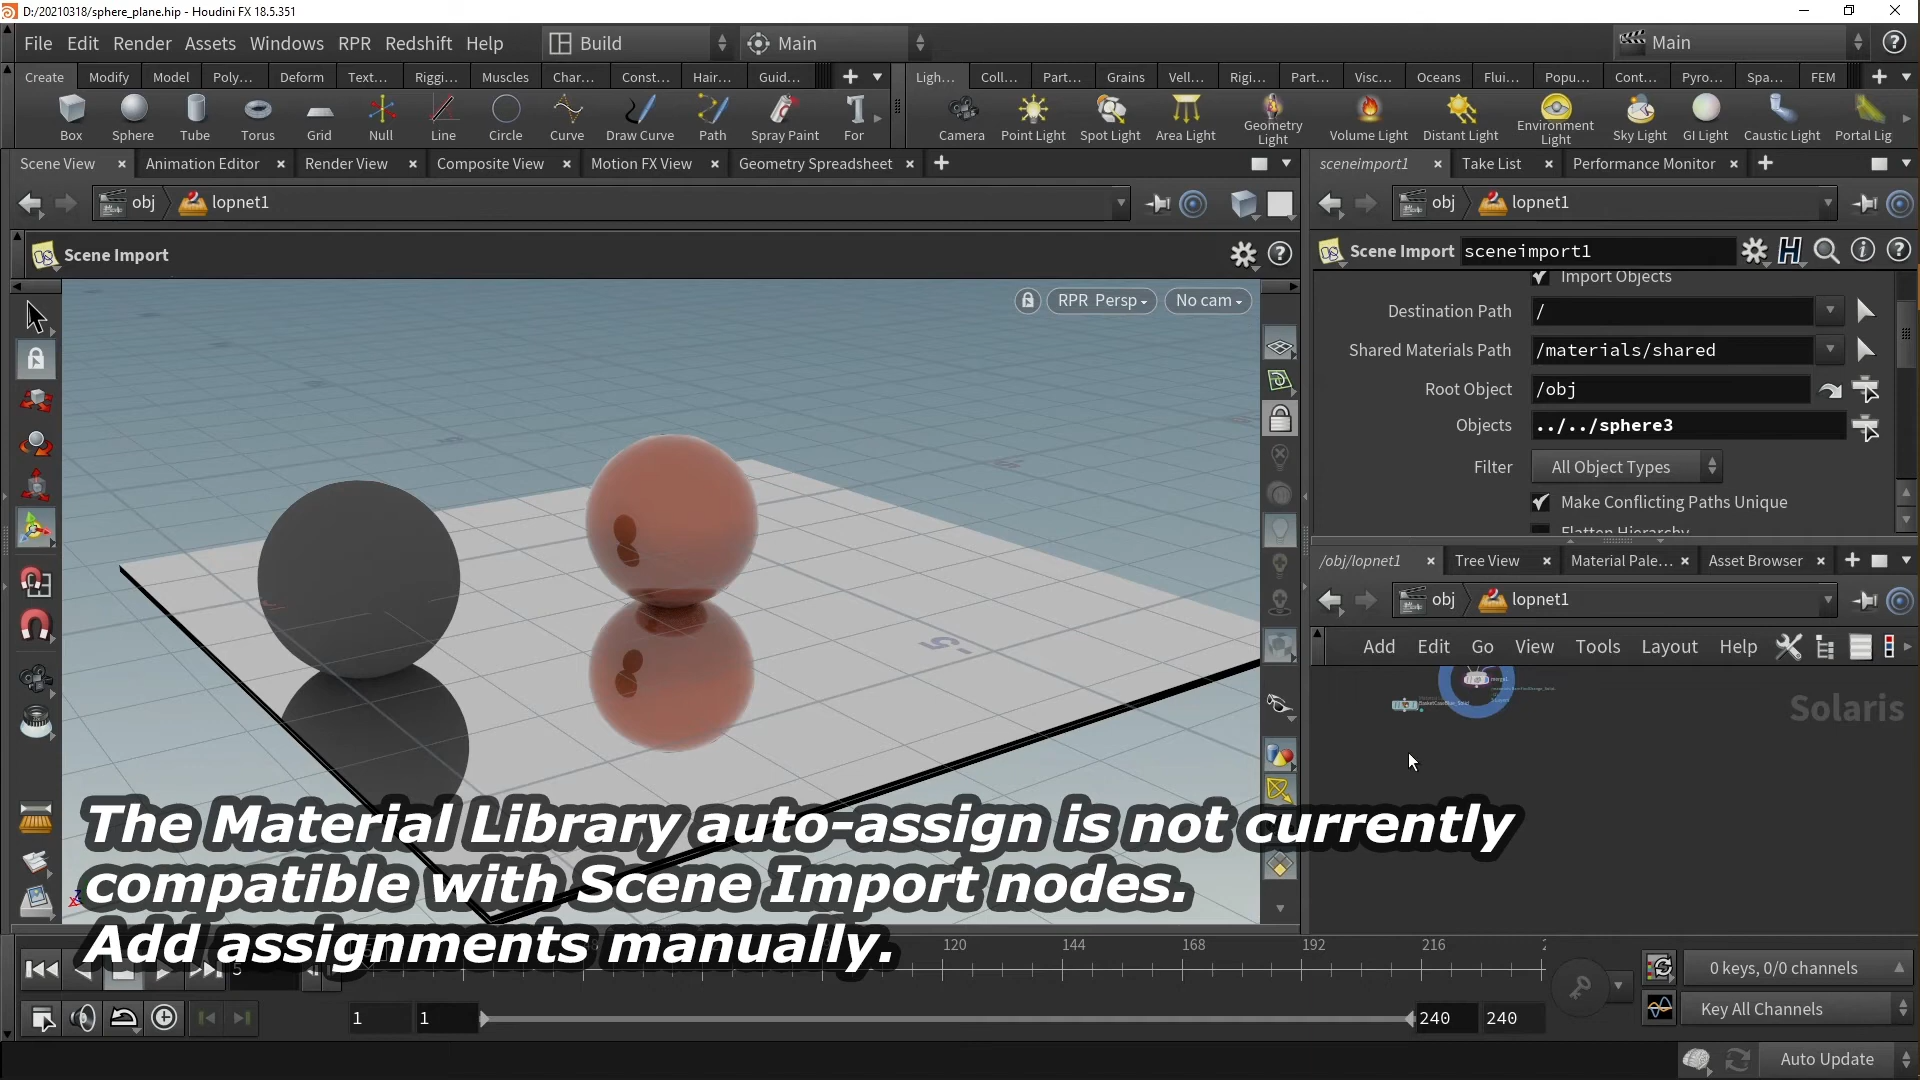 D:/20210318/sphere_plane.hip - Houdini FX 18.5.351
File Edit Render Assets Windows RPR Redshift Help Build Main Main
Create Modify Model Poly... Deform Text... Riggi... Muscles Char... Const... Hair... Guid... Ligh... Coll... Part... Grains Vell... Rigi... Part... Visc... Oceans Flui... Popu... Cont... Pyro... Spa... FEM
Box Sphere Tube Torus Grid Null Line Circle Curve Draw Curve Path Spray Paint For Camera Point Light Spot Light Area Light Geometry Light Volume Light Distant Light Environment Light Sky Light GI Light Caustic Light Portal Lig
Scene View Animation Editor Render View Composite View Motion FX View Geometry Spreadsheet sceneimport1 Take List Performance Monitor
obj lopnet1 obj lopnet1
Scene Import Scene Import sceneimport1
RPR Persp No cam
Import Objects
Destination Path /
Shared Materials Path /materials/shared
Root Object /obj
Objects ../../sphere3
Filter All Object Types
Make Conflicting Paths Unique
Flatten Hierarchy
/obj/lopnet1 Tree View Material Pale... Asset Browser
obj lopnet1
Add Edit Go View Tools Layout Help
Solaris
-5
The Material Library auto-assign is not currently
compatible with Scene Import nodes.
Add assignments manually.
5 120 144 168 192 216
0 keys, 0/0 channels
1 1 240 240 Key All Channels
Auto Update